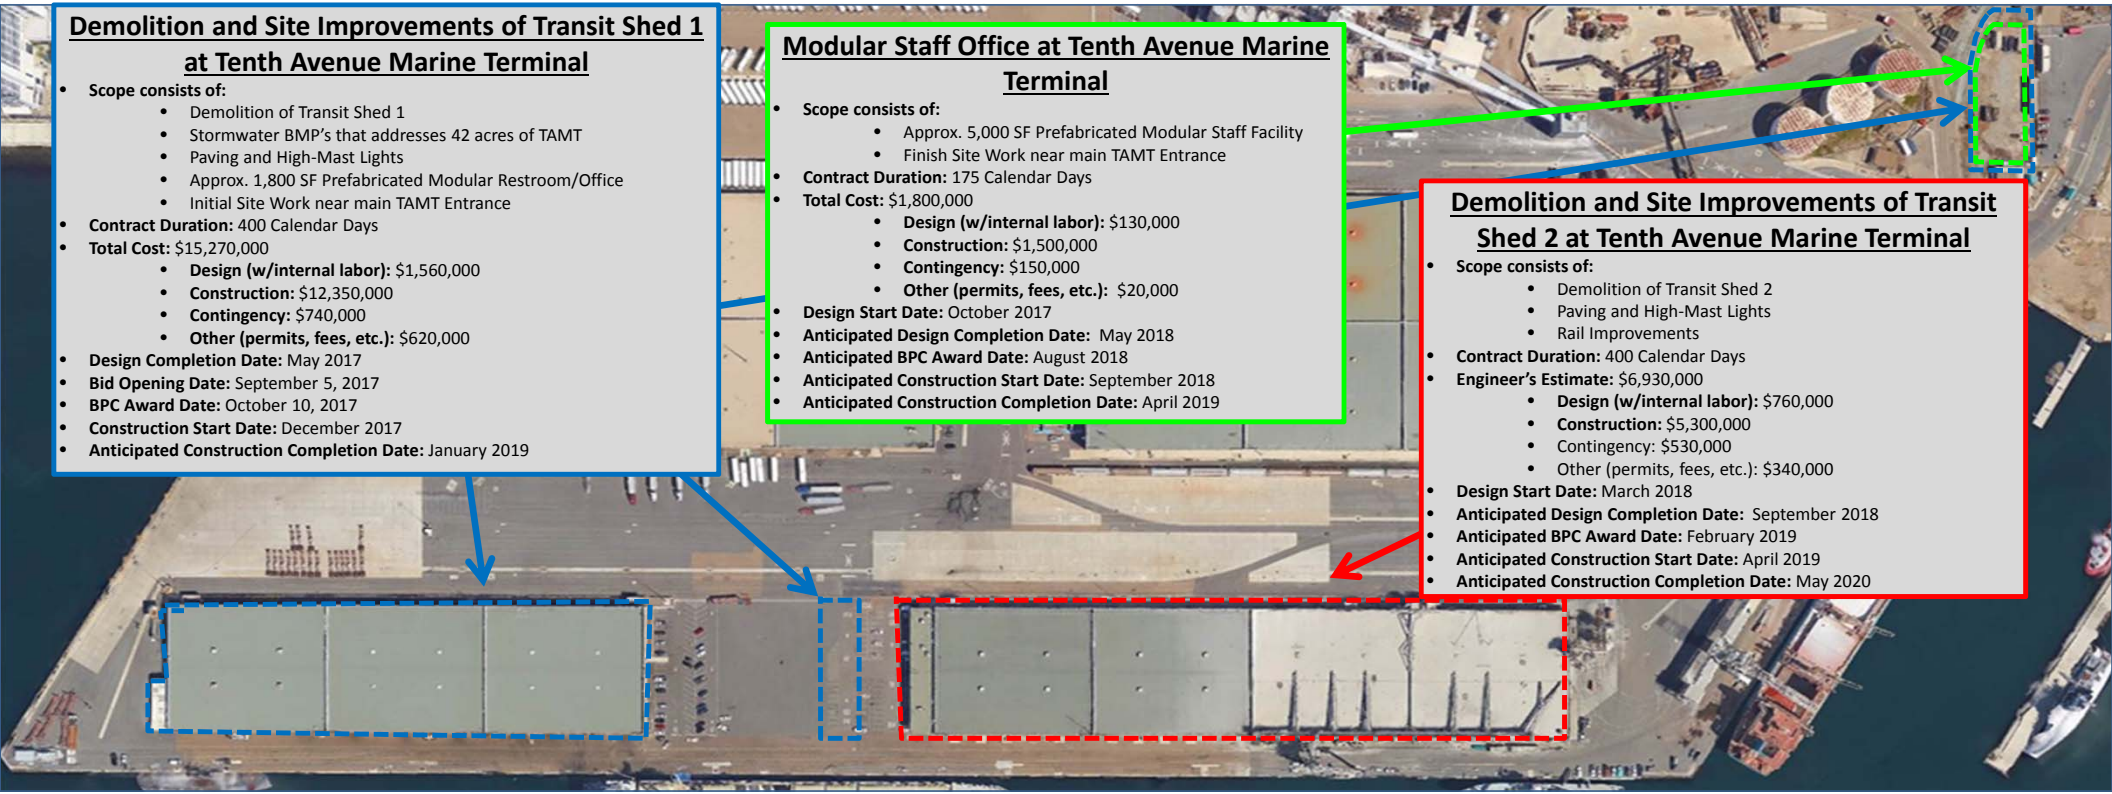 Demolition and Site Improvements of Transit Shed 1
at Tenth Avenue Marine Terminal
• Scope consists of:
• Demolition of Transit Shed 1
• Stormwater BMP's that addresses 42 acres of TAMT
• Paving and High-Mast Lights
• Approx. 1,800 SF Prefabricated Modular Restroom/Office
• Initial Site Work near main TAMT Entrance
• Contract Duration: 400 Calendar Days
• Total Cost: $15,270,000
• Design (w/internal labor): $1,560,000
• Construction: $12,350,000
• Contingency: $740,000
• Other (permits, fees, etc.): $620,000
• Design Completion Date: May 2017
• Bid Opening Date: September 5, 2017
• BPC Award Date: October 10, 2017
• Construction Start Date: December 2017
• Anticipated Construction Completion Date: January 2019
Modular Staff Office at Tenth Avenue Marine
Terminal
• Scope consists of:
• Approx. 5,000 SF Prefabricated Modular Staff Facility
• Finish Site Work near main TAMT Entrance
• Contract Duration: 175 Calendar Days
• Total Cost: $1,800,000
• Design (w/internal labor): $130,000
• Construction: $1,500,000
• Contingency: $150,000
• Other (permits, fees, etc.): $20,000
• Design Start Date: October 2017
• Anticipated Design Completion Date: May 2018
• Anticipated BPC Award Date: August 2018
• Anticipated Construction Start Date: September 2018
• Anticipated Construction Completion Date: April 2019
Demolition and Site Improvements of Transit
Shed 2 at Tenth Avenue Marine Terminal
• Scope consists of:
• Demolition of Transit Shed 2
• Paving and High-Mast Lights
• Rail Improvements
• Contract Duration: 400 Calendar Days
• Engineer's Estimate: $6,930,000
• Design (w/internal labor): $760,000
• Construction: $5,300,000
• Contingency: $530,000
• Other (permits, fees, etc.): $340,000
• Design Start Date: March 2018
• Anticipated Design Completion Date: September 2018
• Anticipated BPC Award Date: February 2019
• Anticipated Construction Start Date: April 2019
• Anticipated Construction Completion Date: May 2020